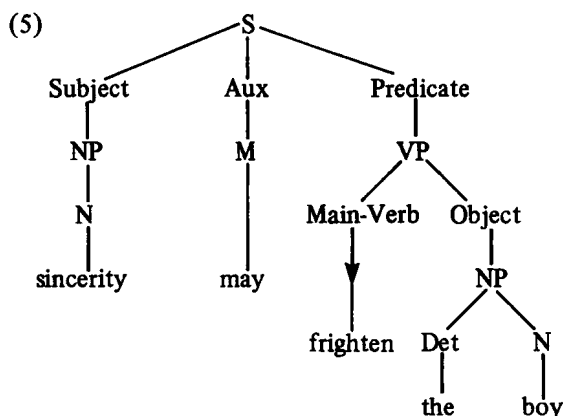 (5)
S
Subject Aux Predicate
NP M VP
N Main-Verb Object
sincerity may NP
frighten Det N
the boy